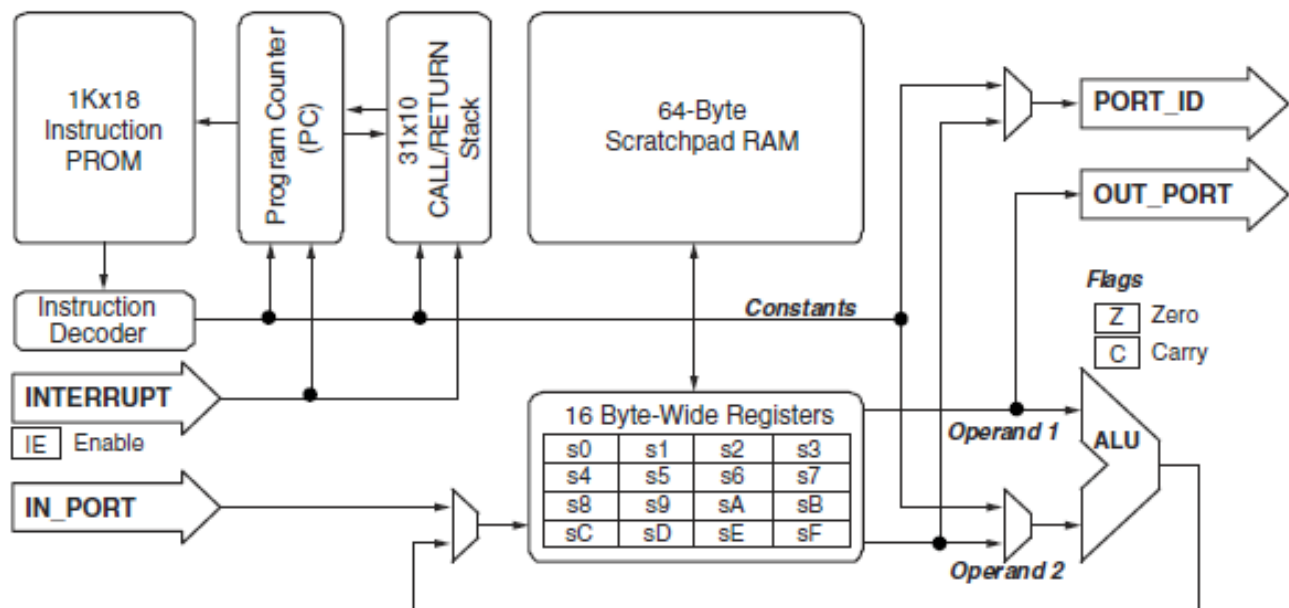 1Kx18
Instruction
PROM
Program Counter
(PC)
31x10
CALL/RETURN
Stack
64-Byte
Scratchpad RAM
PORT_ID
OUT_PORT
Instruction
Decoder
Constants
Flags
Z Zero
C Carry
INTERRUPT
IE Enable
IN_PORT
16 Byte-Wide Registers
s0 s1 s2 s3
s4 s5 s6 s7
s8 s9 sA sB
sC sD sE sF
Operand 1
ALU
Operand 2